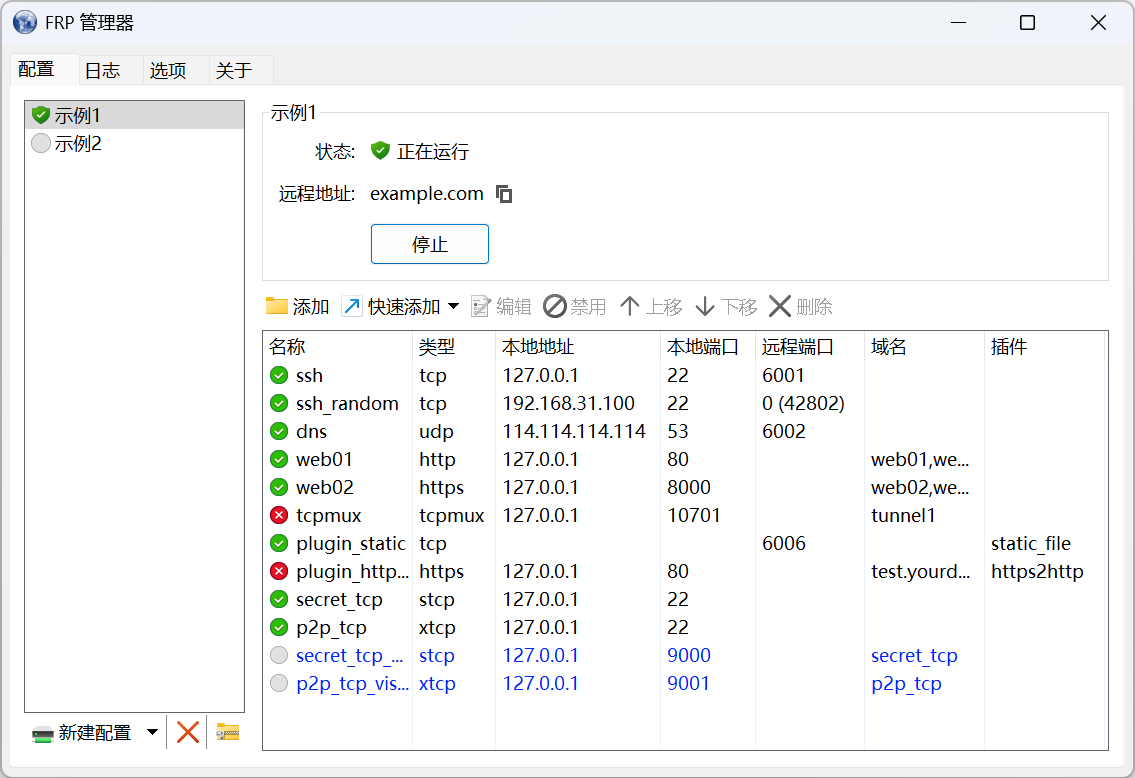 FRP 管理器
配置 日志 选项 关于
示例1
示例2
示例1
状态: 正在运行
远程地址: example.com
停止
添加 快速添加 编辑 禁用 上移 下移 删除
名称 类型 本地地址 本地端口 远程端口 域名 插件
ssh tcp 127.0.0.1 22 6001
ssh_random tcp 192.168.31.100 22 0 (42802)
dns udp 114.114.114.114 53 6002
web01 http 127.0.0.1 80 web01,we...
web02 https 127.0.0.1 8000 web02,we...
tcpmux tcpmux 127.0.0.1 10701 tunnel1
plugin_static tcp 6006 static_file
plugin_http... https 127.0.0.1 80 test.yourd... https2http
secret_tcp stcp 127.0.0.1 22
p2p_tcp xtcp 127.0.0.1 22
secret_tcp_... stcp 127.0.0.1 9000 secret_tcp
p2p_tcp_vis... xtcp 127.0.0.1 9001 p2p_tcp
新建配置